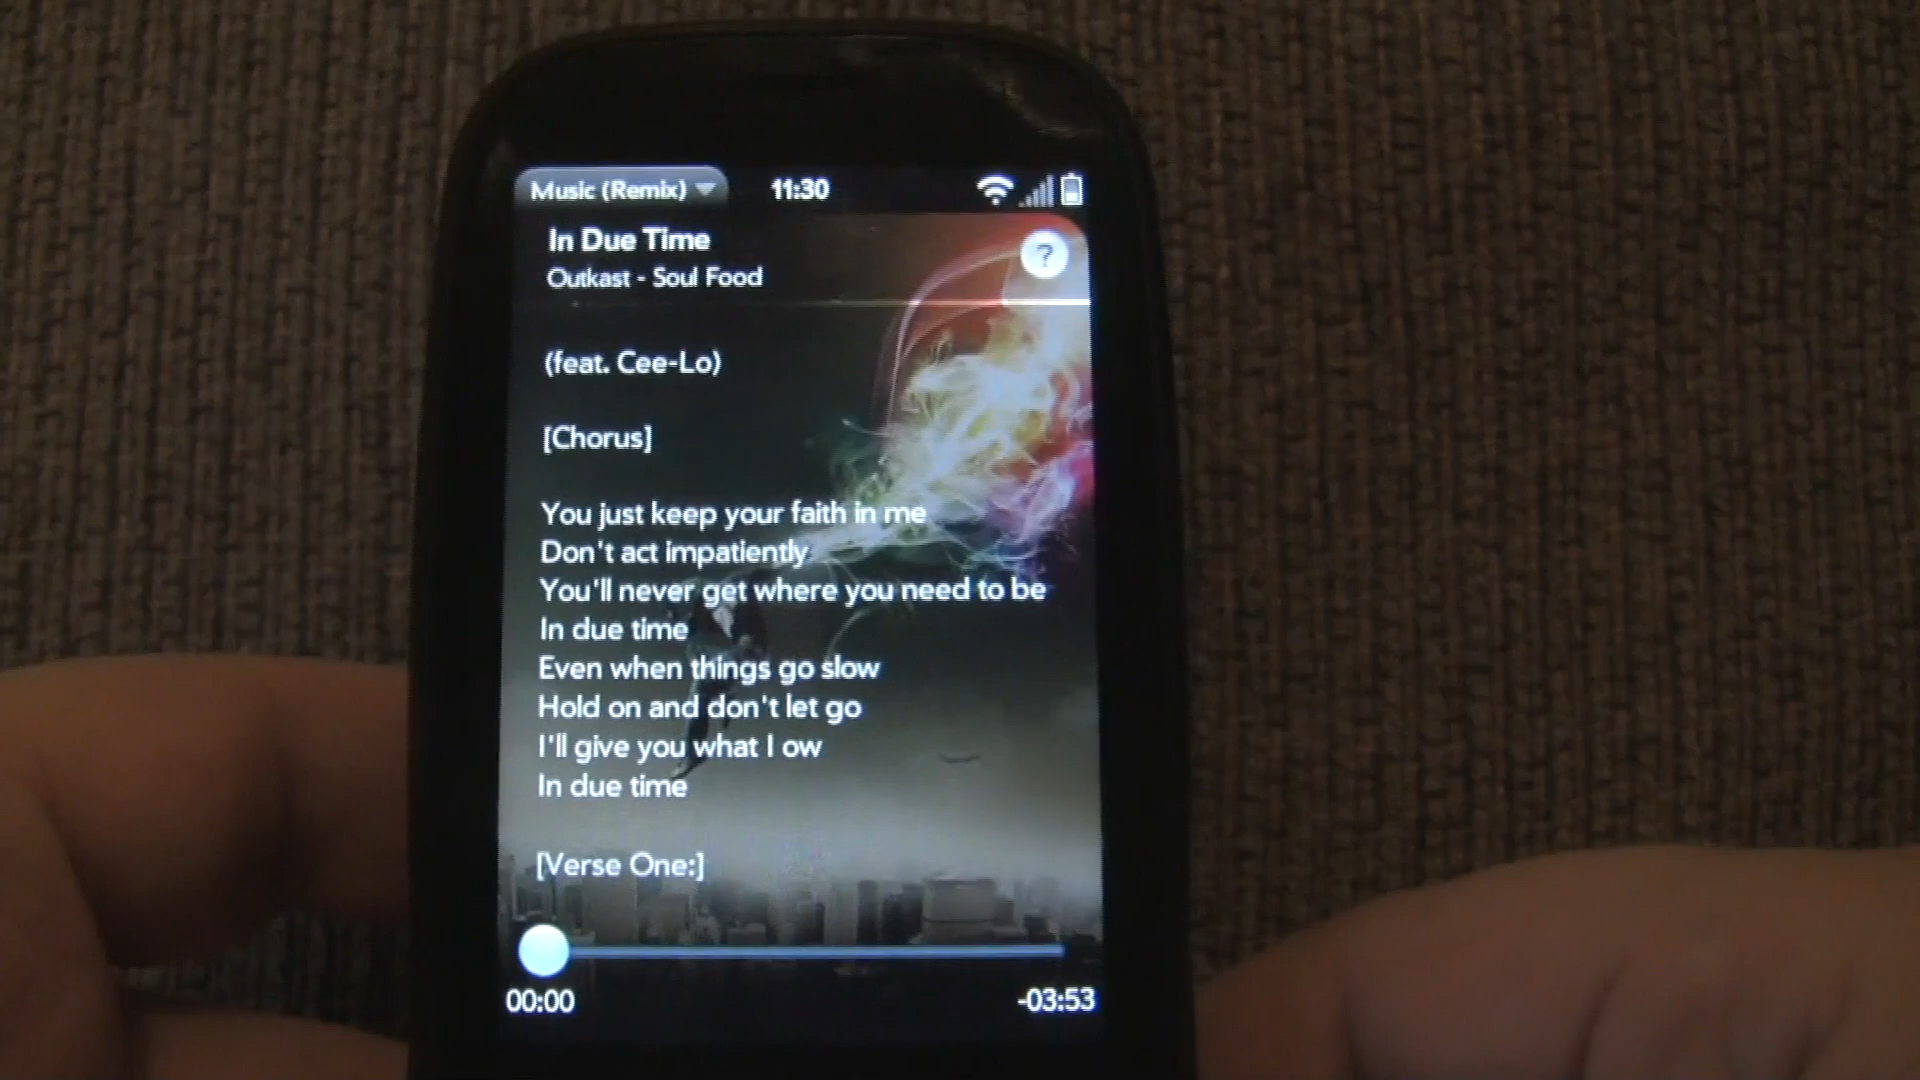 Music (Remix)
11:30
In Due Time
?
Outkast - Soul Food
(feat. Cee-Lo)
[Chorus]
You just keep your faith in me
Don't act impatiently
You'll never get where you need to be
In due time
Even when things go slow
Hold on and don't let go
I'll give you what I ow
In due time
[Verse One:]
00:00
-03:53